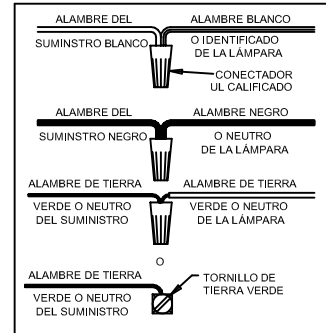 ALAMBRE DEL
SUMINSTRO BLANCO
ALAMBRE BLANCO
O IDENTIFICADO
DE LA LÁMPARA
CONECTADOR
UL CALIFICADO
ALAMBRE DEL
SUMINSTRO NEGRO
ALAMBRE NEGRO
O NEUTRO
DE LA LÁMPARA
ALAMBRE DE TIERRA
VERDE O NEUTRO
DEL SUMINISTRO
ALAMBRE DE TIERRA
VERDE O NEUTRO
DE LA LÁMPARA
O
ALAMBRE DE TIERRA
VERDE O NEUTRO
DEL SUMINISTRO
TORNILLO DE
TIERRA VERDE